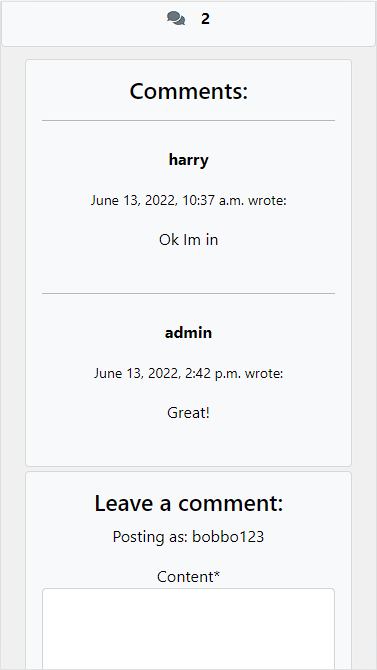 2
Comments:
harry
June 13, 2022, 10:37 a.m. wrote:
Ok Im in
admin
June 13, 2022, 2:42 p.m. wrote:
Great!
Leave a comment:
Posting as: bobbo123
Content*